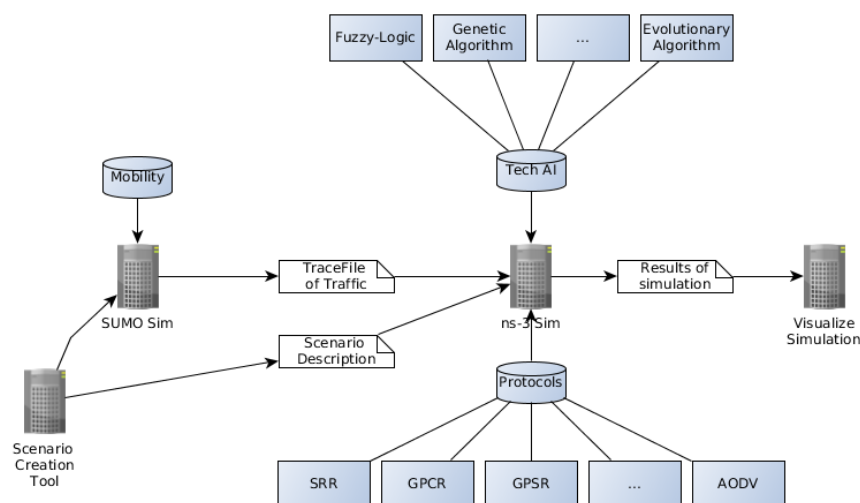 Fuzzy-Logic
Genetic
Algorithm
...
Evolutionary
Algorithm
Tech AI
Mobility
TraceFile
of Traffic
Results of
simulation
SUMO Sim
ns-3 Sim
Visualize
Simulation
Scenario
Description
Protocols
Scenario
Creation
Tool
SRR
GPCR
GPSR
...
AODV